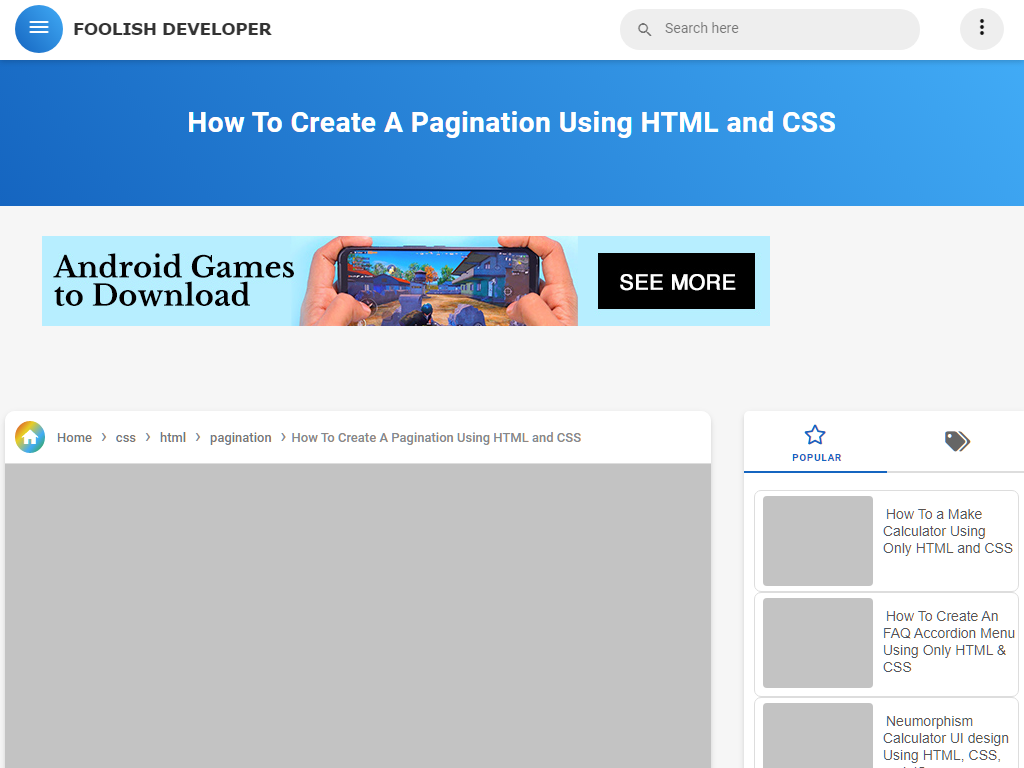 FOOLISH DEVELOPER
Search here
How To Create A Pagination Using HTML and CSS
Android Games
to Download
SEE MORE
Home › css › html › pagination › How To Create A Pagination Using HTML and CSS
POPULAR
How To a Make
Calculator Using
Only HTML and CSS
How To Create An
FAQ Accordion Menu
Using Only HTML &
CSS
Neumorphism
Calculator UI design
Using HTML, CSS,